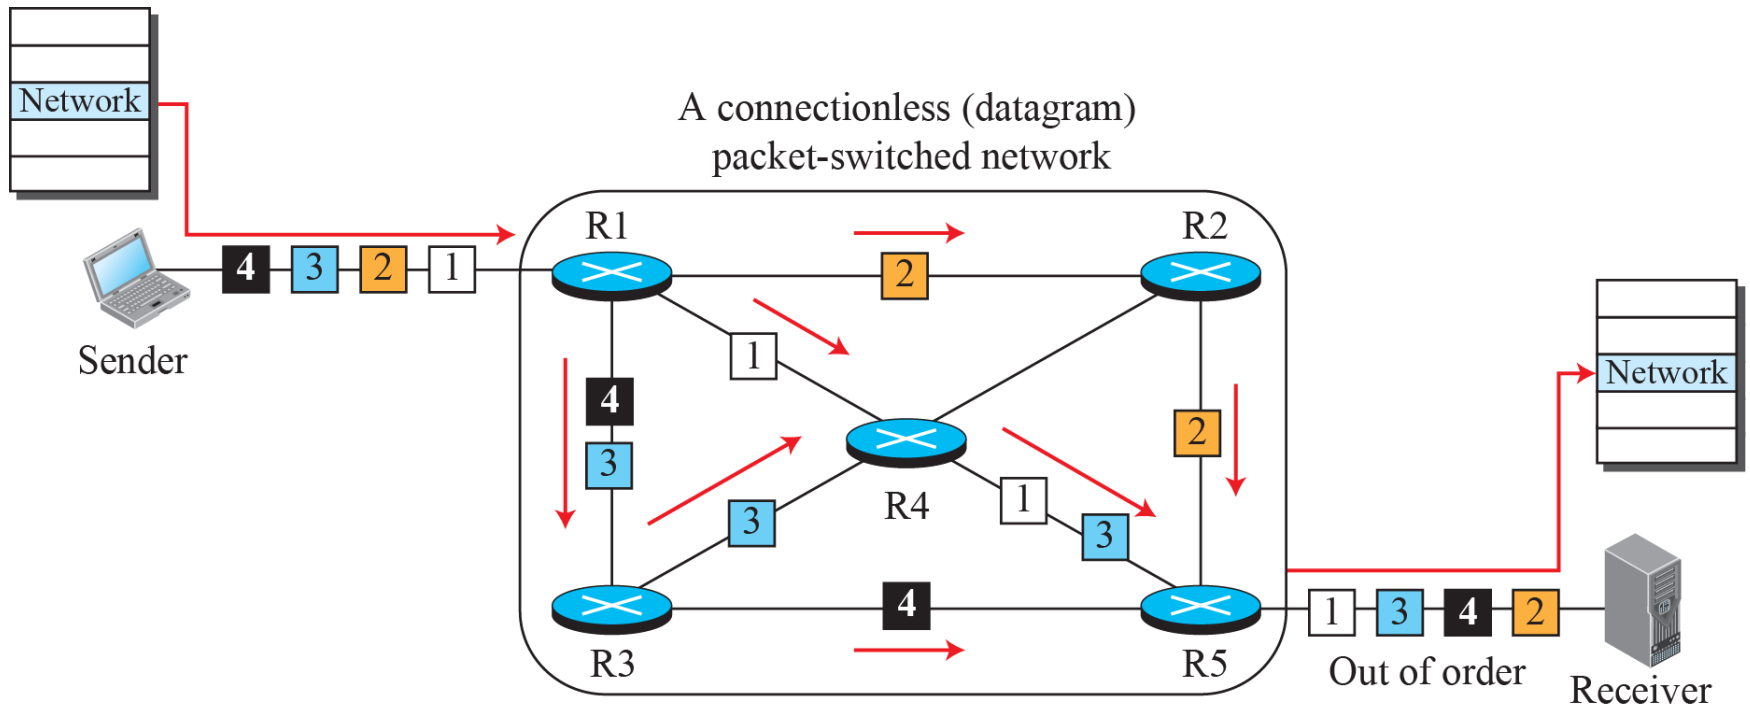 Network
A connectionless (datagram)
packet-switched network
R1
R2
4 3 2 1
2
Sender
1
4
Network
2
3
R4
1
3
3
4
1 3 4 2
R3
R5
Out of order
Receiver